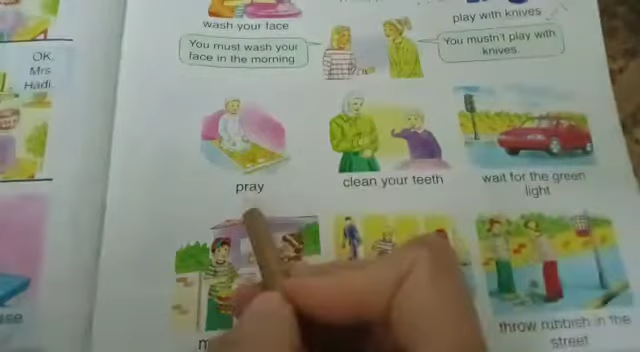 wash your face
play with knives
You must wash your
face in the morning
You mustn't play with
knives.
OK,
Mrs
Hadi.
pray
clean your teeth
wait for the green
light
throw rubbish in the
street